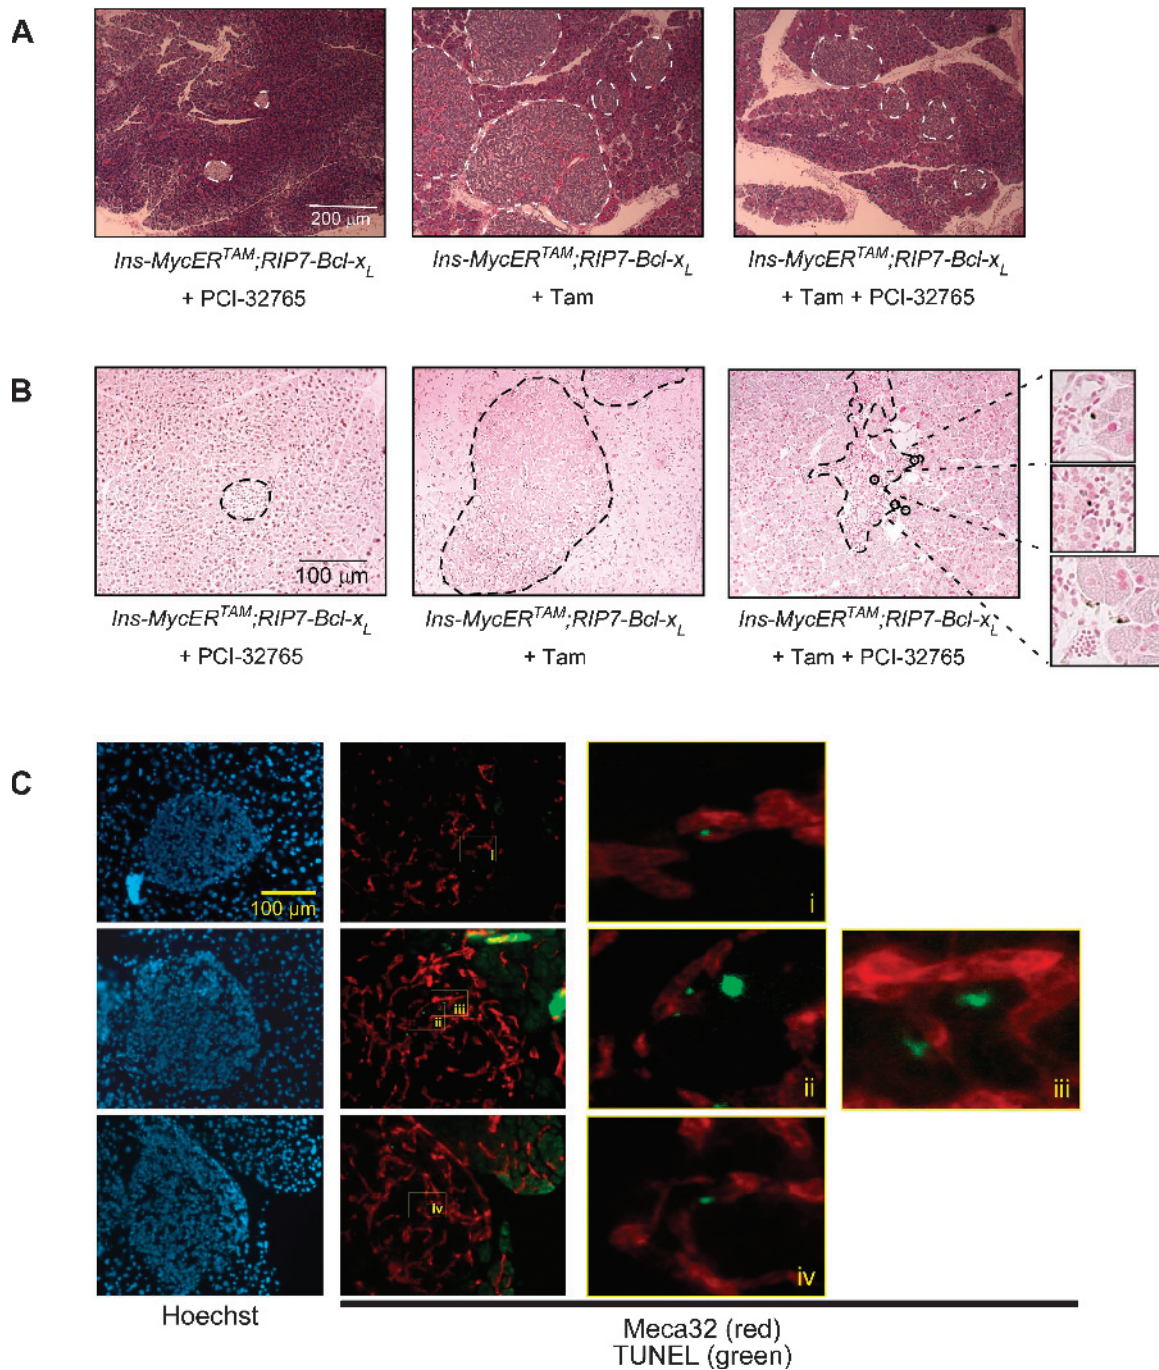 A
200 µm
Ins-MycER^TAM;RIP7-Bcl-x_L
+ PCI-32765
Ins-MycER^TAM;RIP7-Bcl-x_L
+ Tam
Ins-MycER^TAM;RIP7-Bcl-x_L
+ Tam + PCI-32765
B
100 µm
Ins-MycER^TAM;RIP7-Bcl-x_L
+ PCI-32765
Ins-MycER^TAM;RIP7-Bcl-x_L
+ Tam
Ins-MycER^TAM;RIP7-Bcl-x_L
+ Tam + PCI-32765
C
100 µm
i
i
ii
iii
ii
iii
iv
iv
Hoechst
Meca32 (red)
TUNEL (green)